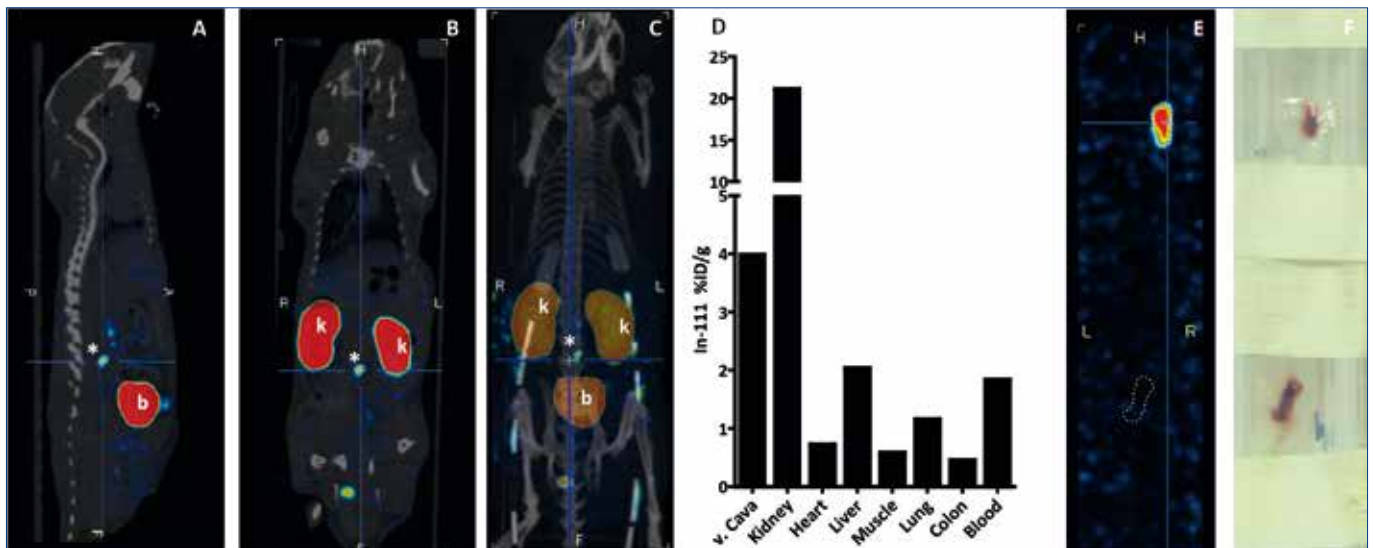 A
B
C
D
E
F
H
H
H
P
A
R
L
R
L
L
R
k
k
k
k
b
b
*
*
*
F
In-111 %ID/g
25
20
15
10
5
4
3
2
1
0
v. Cava
Kidney
Heart
Liver
Muscle
Lung
Colon
Blood